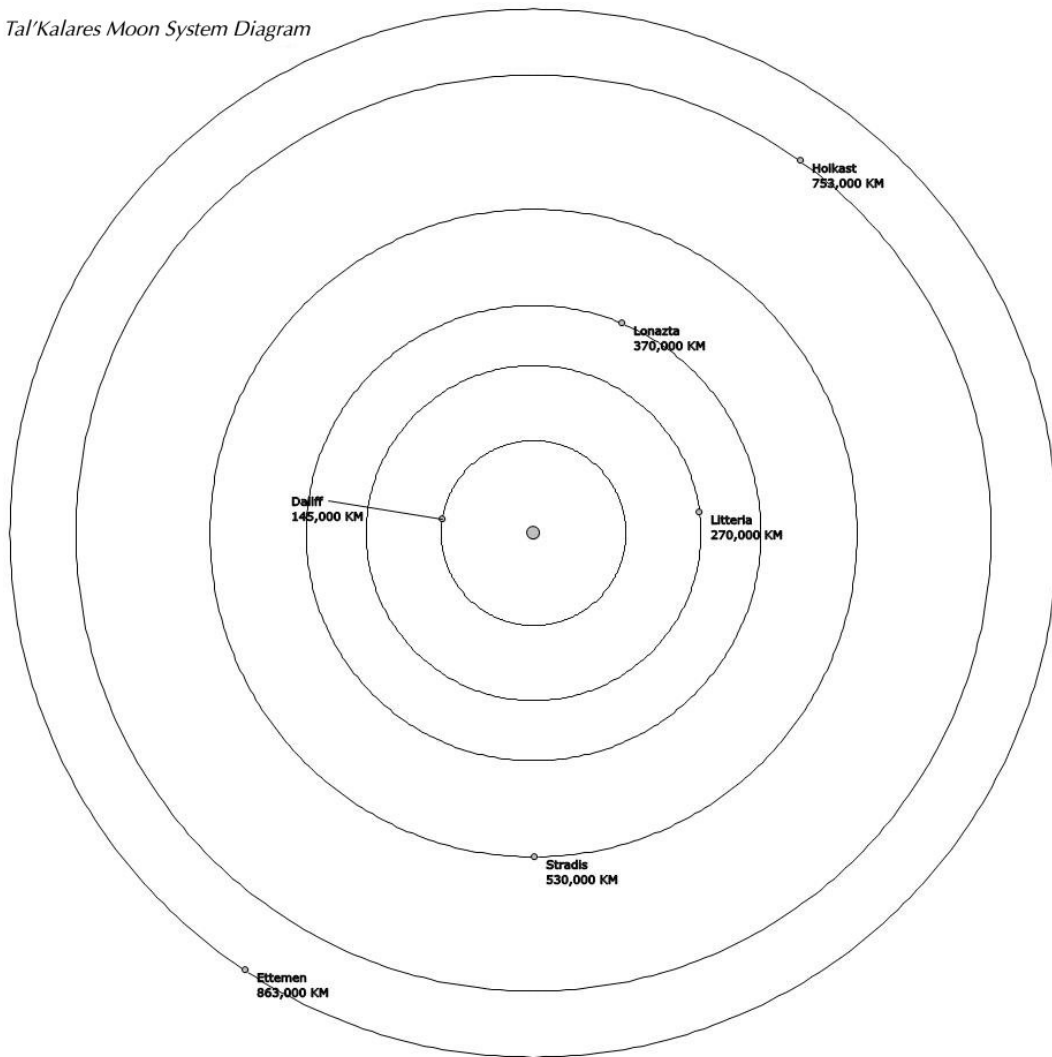 Tal'Kalares Moon System Diagram
Holkast
753,000 KM
Lonazta
370,000 KM
Daliff
145,000 KM
Litteria
270,000 KM
Stradis
530,000 KM
Ettemen
863,000 KM